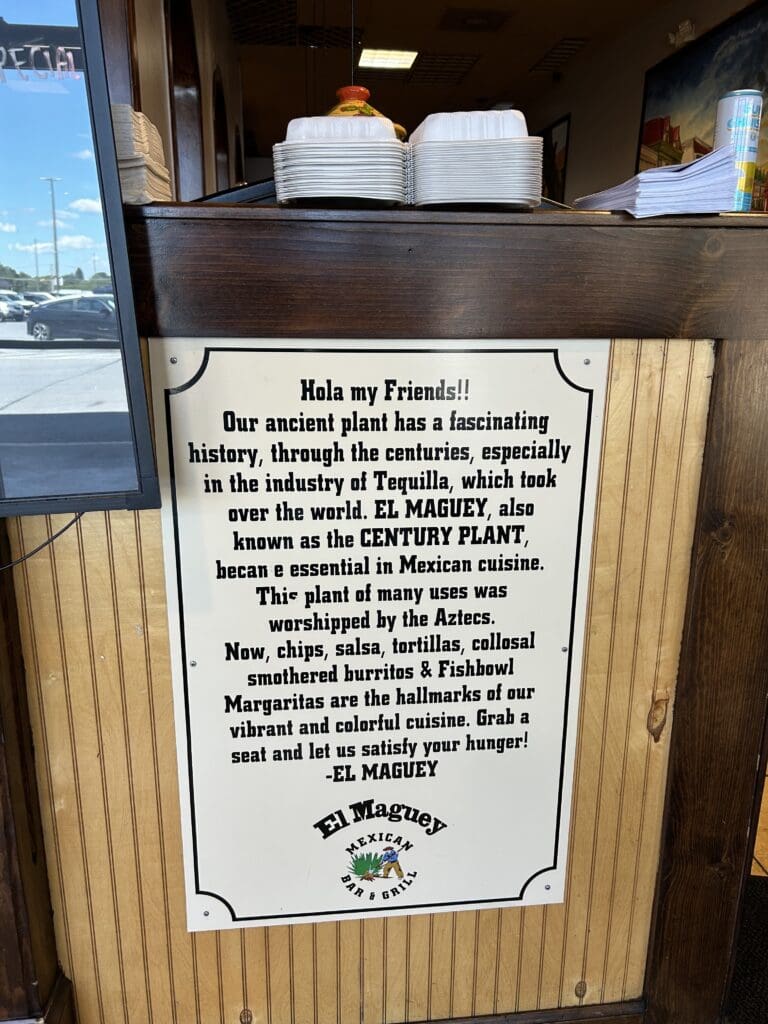 PECIAL
Hola my Friends!!
Our ancient plant has a fascinating
history, through the centuries, especially
in the industry of Tequilla, which took
over the world. EL MAGUEY, also
known as the CENTURY PLANT,
becan e essential in Mexican cuisine.
This plant of many uses was
worshipped by the Aztecs.
Now, chips, salsa, tortillas, collosal
smothered burritos & Fishbowl
Margaritas are the hallmarks of our
vibrant and colorful cuisine. Grab a
seat and let us satisfy your hunger!
-EL MAGUEY
El Maguey
MEXICAN
BAR & GRILL